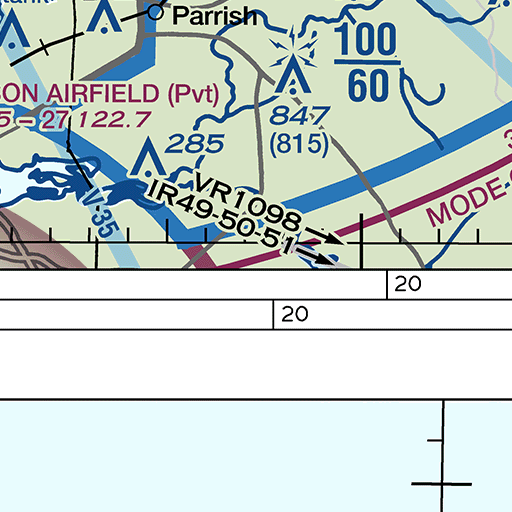 Parrish
100
60
SON AIRFIELD (Pvt)
5 – 27 122.7
847
(815)
285
VR1098
IR49-50-51
V-35
MODE
20
20